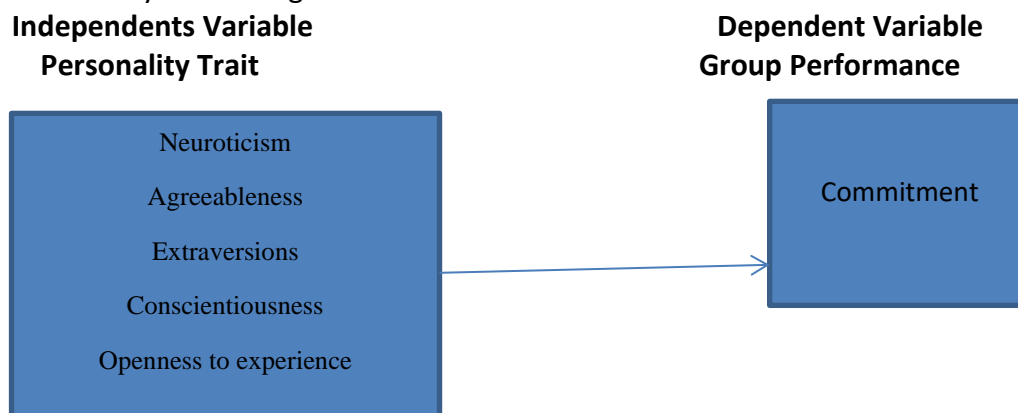 Independents Variable Dependent Variable
Personality Trait Group Performance
Neuroticism
Agreeableness
Extraversions
Conscientiousness
Openness to experience
Commitment